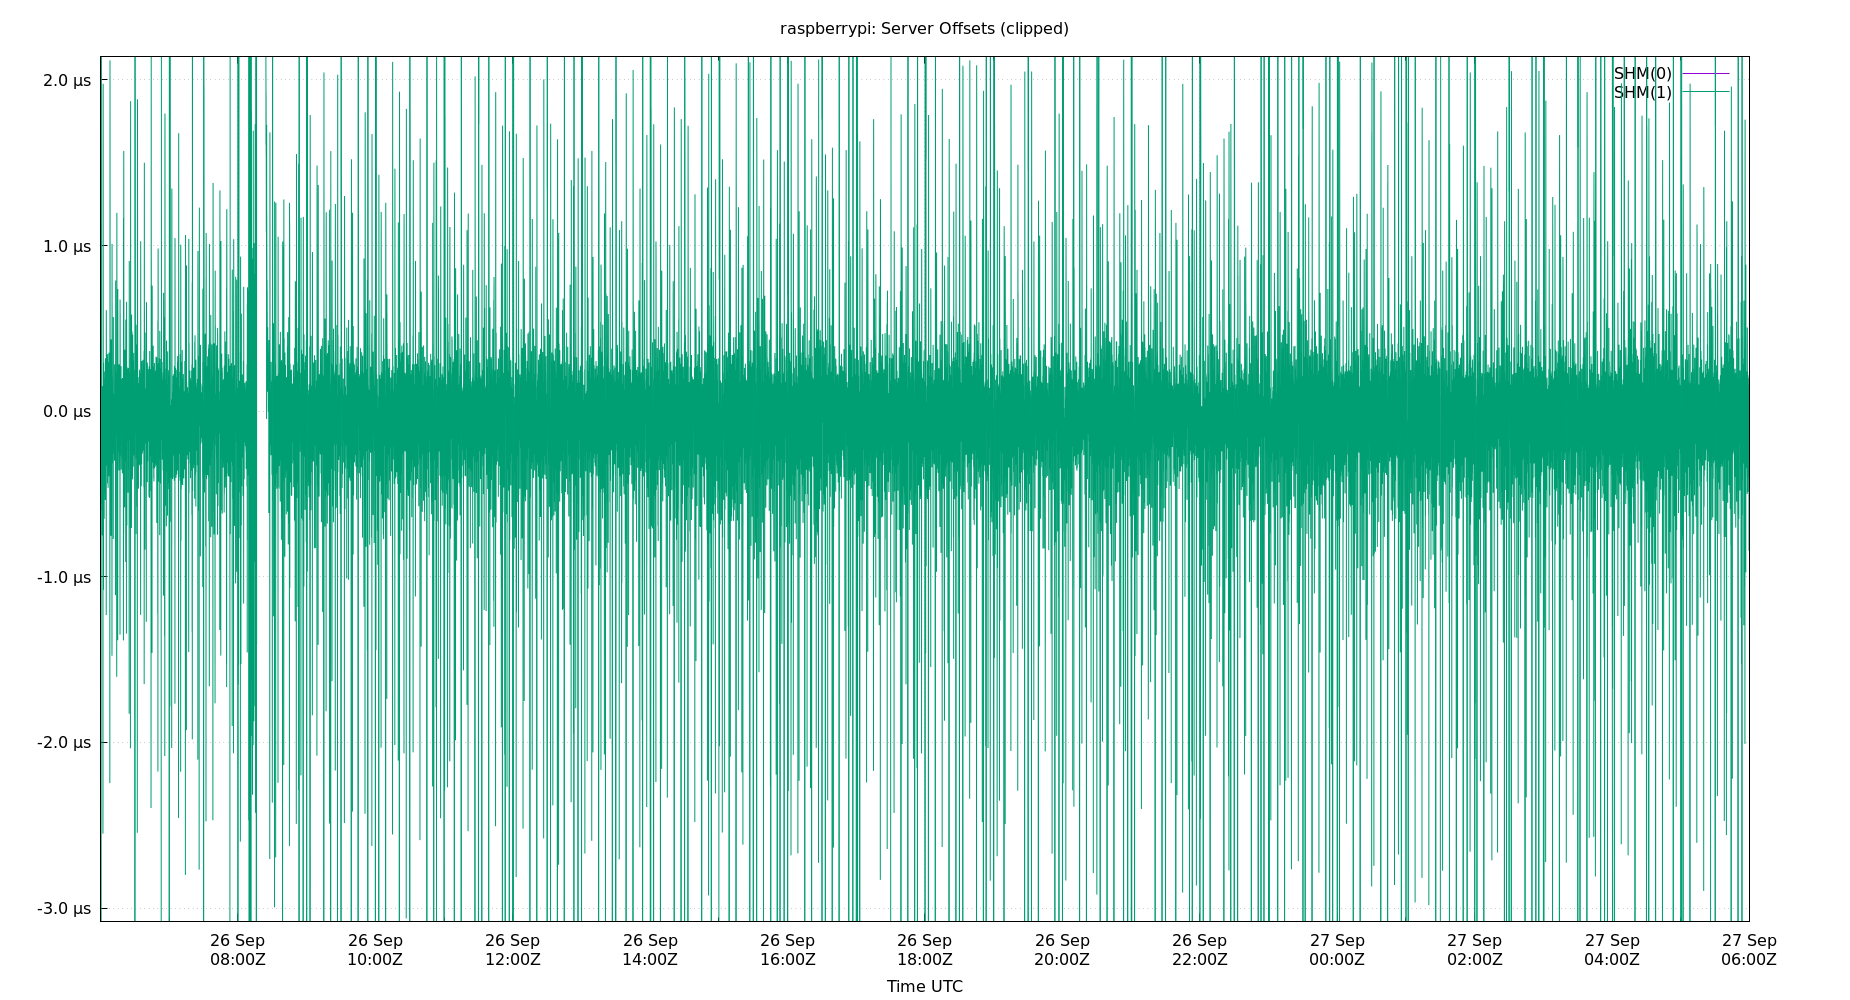 raspberrypi: Server Offsets (clipped)
SHM(0)
SHM(1)
2.0 µs
1.0 µs
0.0 µs
-1.0 µs
-2.0 µs
-3.0 µs
26 Sep 26 Sep 26 Sep 26 Sep 26 Sep 26 Sep 26 Sep 26 Sep 27 Sep 27 Sep 27 Sep 27 Sep
08:00Z 10:00Z 12:00Z 14:00Z 16:00Z 18:00Z 20:00Z 22:00Z 00:00Z 02:00Z 04:00Z 06:00Z
Time UTC